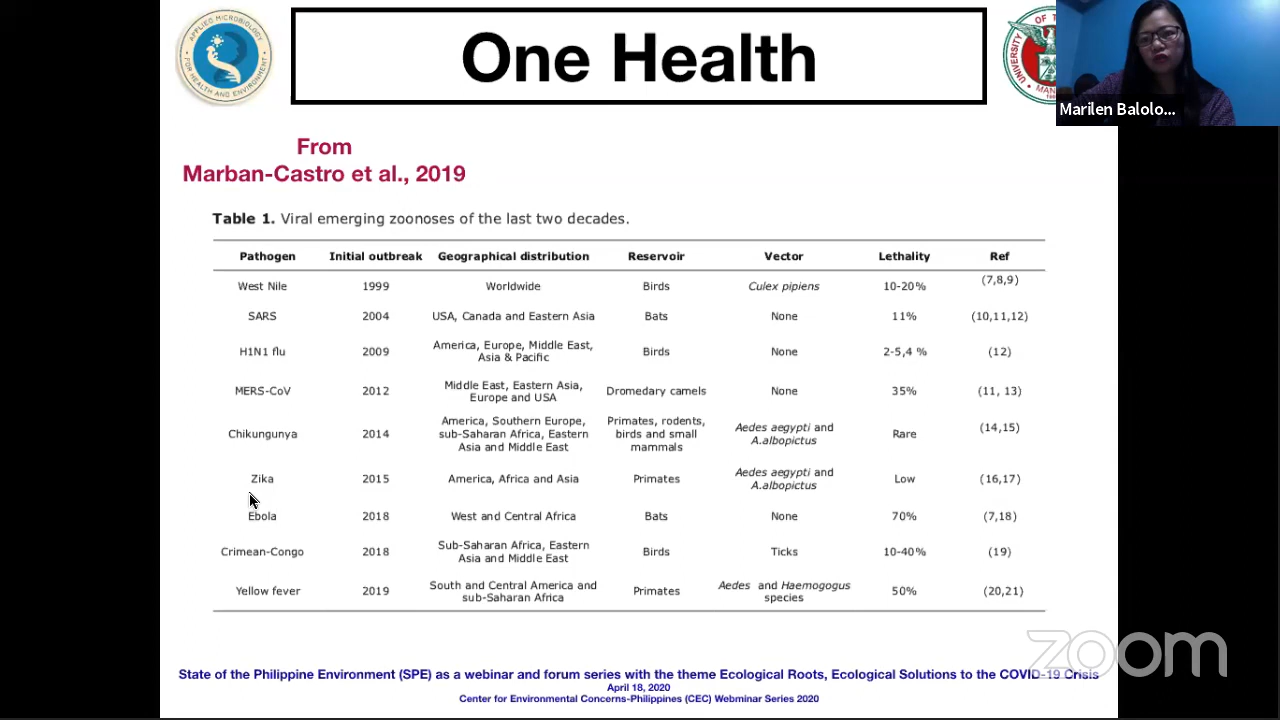 One Health
APPLIED MICROBIOLOGY
FOR HEALTH AND ENVIRONMENT
UNIVERSITY OF
Marilen Balolo...
From
Marban-Castro et al., 2019
Table 1. Viral emerging zoonoses of the last two decades.
Pathogen Initial outbreak Geographical distribution Reservoir Vector Lethality Ref
West Nile 1999 Worldwide Birds Culex pipiens 10-20% (7,8,9)
SARS 2004 USA, Canada and Eastern Asia Bats None 11% (10,11,12)
H1N1 flu 2009 America, Europe, Middle East, Asia & Pacific Birds None 2-5,4 % (12)
MERS-CoV 2012 Middle East, Eastern Asia, Europe and USA Dromedary camels None 35% (11, 13)
Chikungunya 2014 America, Southern Europe, sub-Saharan Africa, Eastern Asia and Middle East Primates, rodents, birds and small mammals Aedes aegypti and A.albopictus Rare (14,15)
Zika 2015 America, Africa and Asia Primates Aedes aegypti and A.albopictus Low (16,17)
Ebola 2018 West and Central Africa Bats None 70% (7,18)
Crimean-Congo 2018 Sub-Saharan Africa, Eastern Asia and Middle East Birds Ticks 10-40% (19)
Yellow fever 2019 South and Central America and sub-Saharan Africa Primates Aedes and Haemogogus species 50% (20,21)
zoom
State of the Philippine Environment (SPE) as a webinar and forum series with the theme Ecological Roots, Ecological Solutions to the COVID-19 Crisis
April 18, 2020
Center for Environmental Concerns-Philippines (CEC) Webminar Series 2020